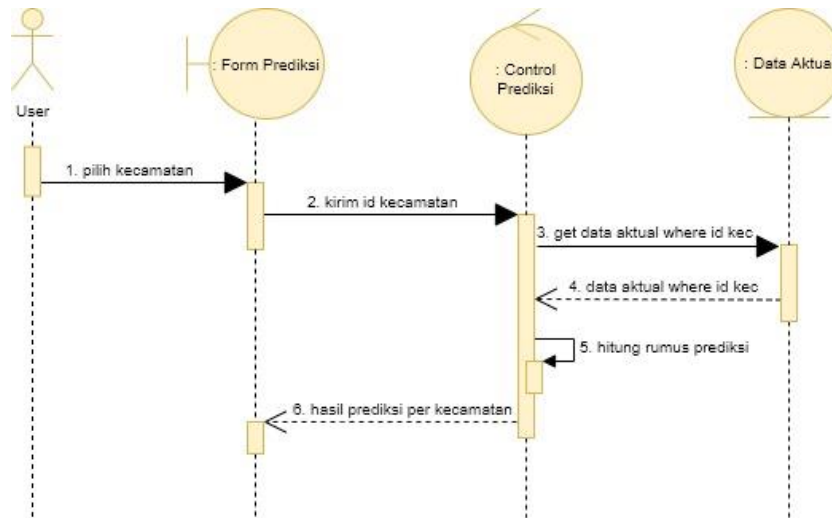 : Form Prediksi
: Control
Prediksi
: Data Aktual
User
1. pilih kecamatan
2. kirim id kecamatan
3. get data aktual where id kec
4. data aktual where id kec
5. hitung rumus prediksi
6. hasil prediksi per kecamatan